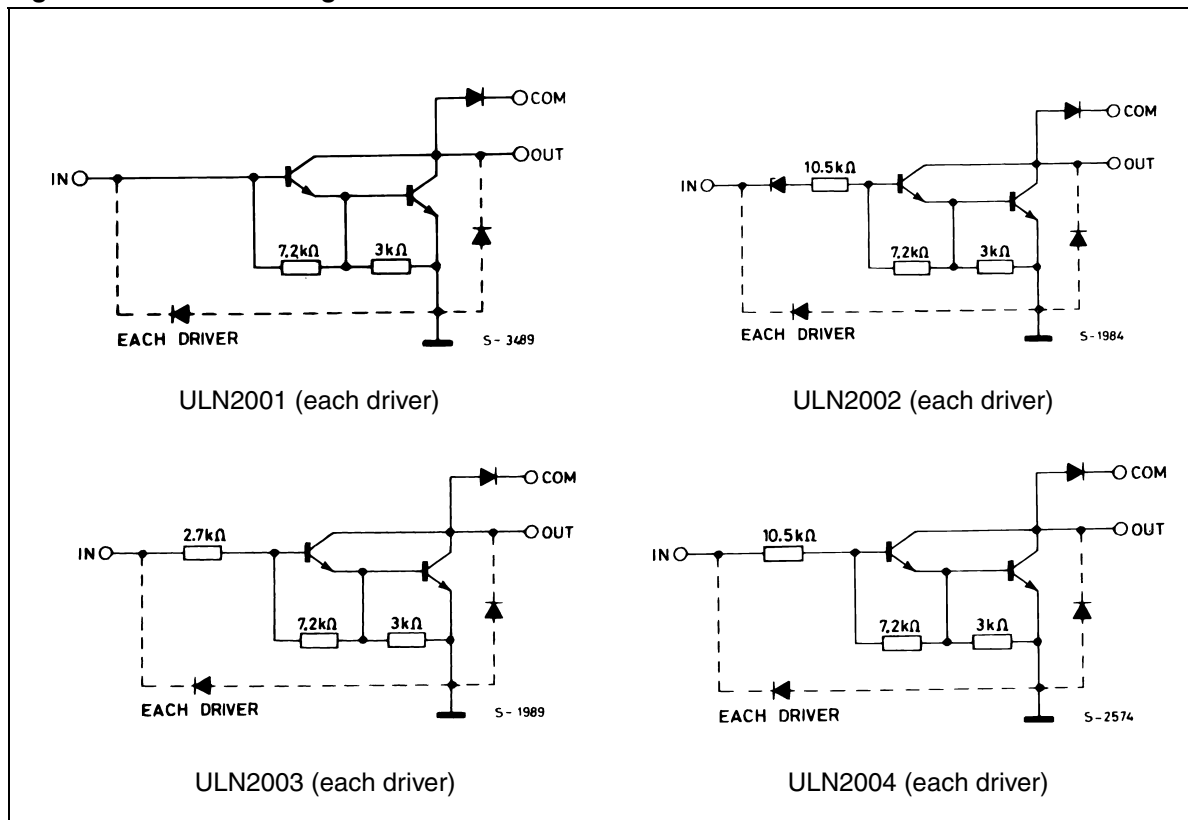 COM
OUT
IN
7.2kΩ
3kΩ
EACH DRIVER
S-3489
ULN2001 (each driver)
COM
OUT
10.5kΩ
IN
7.2kΩ
3kΩ
EACH DRIVER
S-1984
ULN2002 (each driver)
COM
OUT
2.7kΩ
IN
7.2kΩ
3kΩ
EACH DRIVER
S-1989
ULN2003 (each driver)
COM
OUT
10.5kΩ
IN
7.2kΩ
3kΩ
EACH DRIVER
S-2574
ULN2004 (each driver)